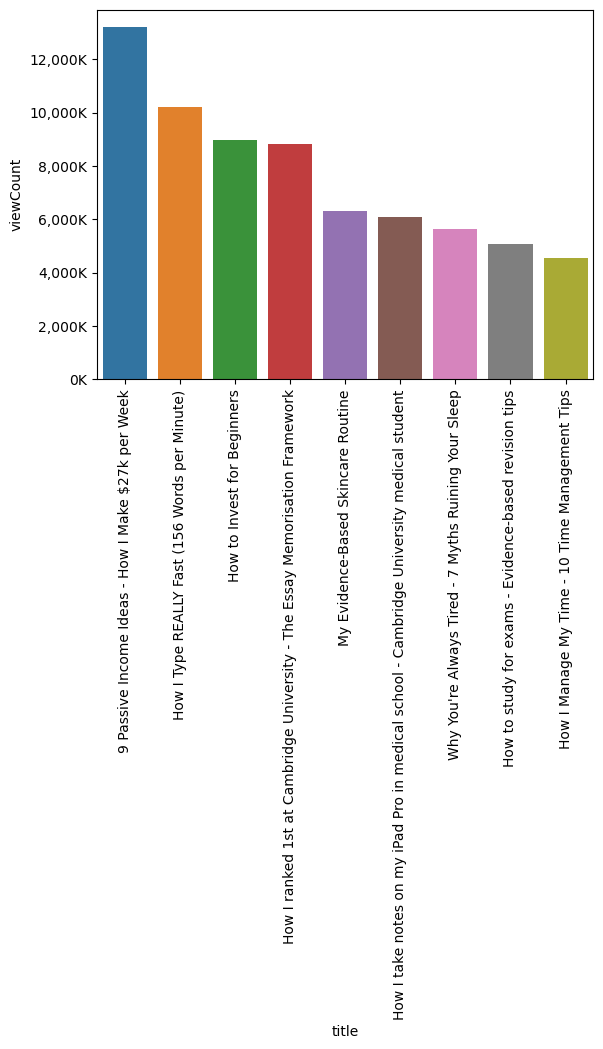 viewCount
12,000K
10,000K
8,000K
6,000K
4,000K
2,000K
0K
9 Passive Income Ideas - How I Make $27k per Week
How I Type REALLY Fast (156 Words per Minute)
How to Invest for Beginners
How I ranked 1st at Cambridge University - The Essay Memorisation Framework
My Evidence-Based Skincare Routine
How I take notes on my iPad Pro in medical school - Cambridge University medical student
Why You're Always Tired - 7 Myths Ruining Your Sleep
How to study for exams - Evidence-based revision tips
How I Manage My Time - 10 Time Management Tips
title